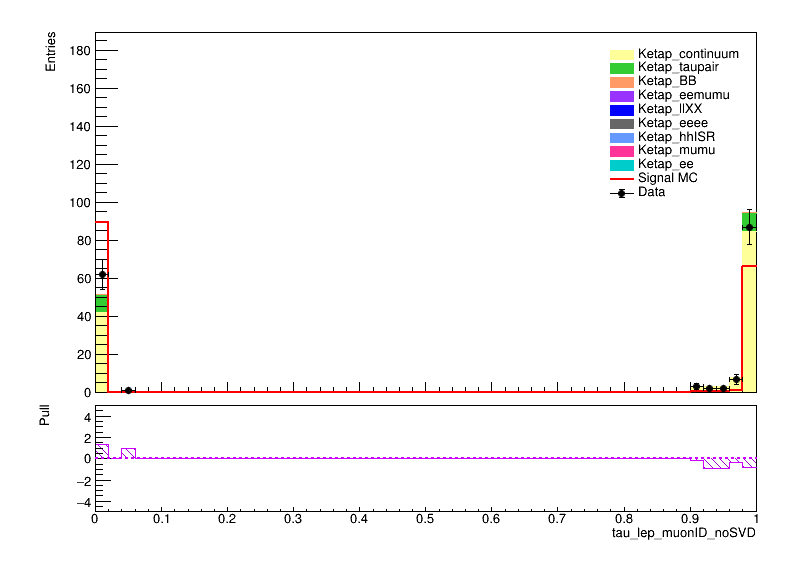 Entries
180
160
140
120
100
80
60
40
20
0
Ketap_continuum
Ketap_taupair
Ketap_BB
Ketap_eemumu
Ketap_llXX
Ketap_eeee
Ketap_hhISR
Ketap_mumu
Ketap_ee
Signal MC
Data
Pull
4
2
0
−2
−4
0 0.1 0.2 0.3 0.4 0.5 0.6 0.7 0.8 0.9 1
tau_lep_muonID_noSVD